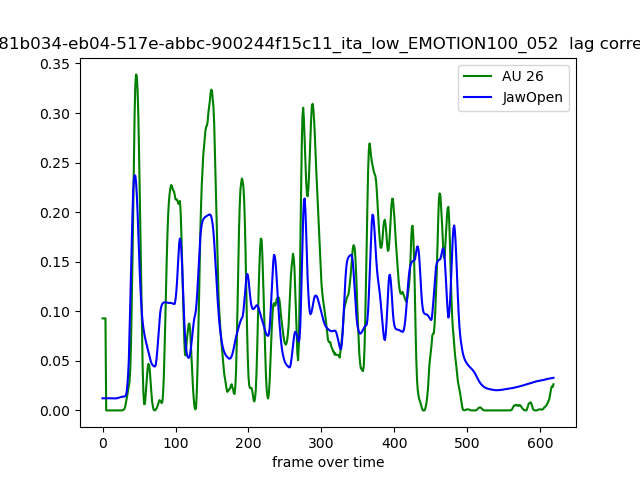 81b034-eb04-517e-abbc-900244f15c11_ita_low_EMOTION100_052 lag corre
AU 26
JawOpen
0.35
0.30
0.25
0.20
0.15
0.10
0.05
0.00
0 100 200 300 400 500 600
frame over time